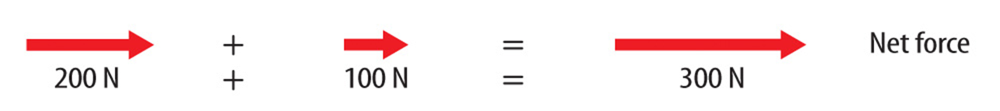 + = Net force
200 N + 100 N = 300 N